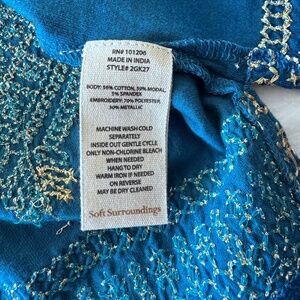 RN# 101206
MADE IN INDIA
STYLE# 2GK27
BODY: 56% COTTON, 39% MODAL,
5% SPANDEX
EMBROIDERY: 70% POLYESTER,
30% METALLIC
MACHINE WASH COLD
SEPARATELY
INSIDE OUT GENTLE CYCLE
ONLY NON-CHLORINE BLEACH
WHEN NEEDED
HANG TO DRY
WARM IRON IF NEEDED
ON REVERSE
MAY BE DRY CLEANED
Soft Surroundings